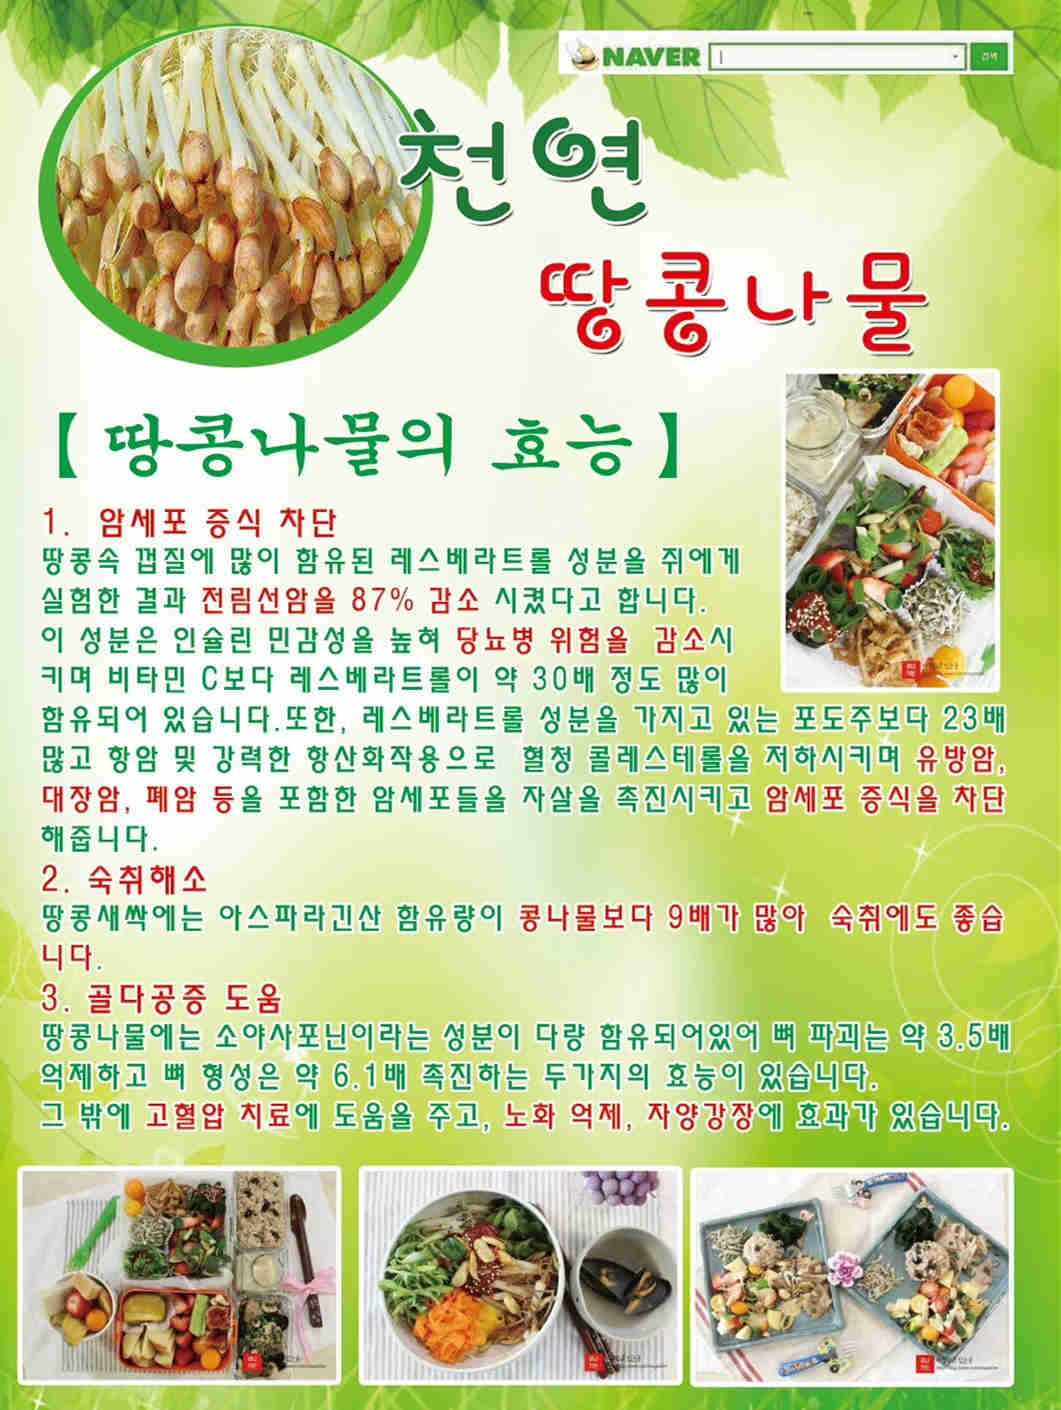 NAVER
검색
천연
땅콩나물
【 땅콩나물의 효능 】
1. 암세포 증식 차단
땅콩속 껍질에 많이 함유된 레스베라트롤 성분을 쥐에게
실험한 결과 전립선암을 87% 감소 시켰다고 합니다.
이 성분은 인슐린 민감성을 높혀 당뇨병 위험을 감소시
키며 비타민 C보다 레스베라트롤이 약 30배 정도 많이
함유되어 있습니다.또한, 레스베라트롤 성분을 가지고 있는 포도주보다 23배
많고 항암 및 강력한 항산화작용으로 혈청 콜레스테롤을 저하시키며 유방암,
대장암, 폐암 등을 포함한 암세포들을 자살을 촉진시키고 암세포 증식을 차단
해줍니다.
2. 숙취해소
땅콩새싹에는 아스파라긴산 함유량이 콩나물보다 9배가 많아 숙취에도 좋습
니다.
3. 골다공증 도움
땅콩나물에는 소야사포닌이라는 성분이 다량 함유되어있어 뼈 파괴는 약 3.5배
억제하고 뼈 형성은 약 6.1배 촉진하는 두가지의 효능이 있습니다.
그 밖에 고혈압 치료에 도움을 주고, 노화 억제, 자양강장에 효과가 있습니다.